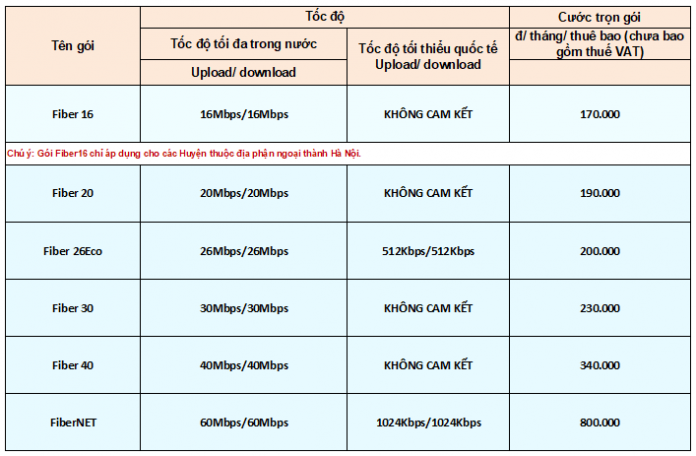 Tên gói
Tốc độ
Cước trọn gói
Tốc độ tối đa trong nước
Tốc độ tối thiểu quốc tế
Upload/ download
đ/ tháng/ thuê bao (chưa bao
gồm thuế VAT)
Upload/ download
Fiber 16
16Mbps/16Mbps
KHÔNG CAM KẾT
170.000
Chú ý: Gói Fiber16 chỉ áp dụng cho các Huyện thuộc địa phận ngoại thành Hà Nội.
Fiber 20
20Mbps/20Mbps
KHÔNG CAM KẾT
190.000
Fiber 26Eco
26Mbps/26Mbps
512Kbps/512Kbps
200.000
Fiber 30
30Mbps/30Mbps
KHÔNG CAM KẾT
230.000
Fiber 40
40Mbps/40Mbps
KHÔNG CAM KẾT
340.000
FiberNET
60Mbps/60Mbps
1024Kbps/1024Kbps
800.000